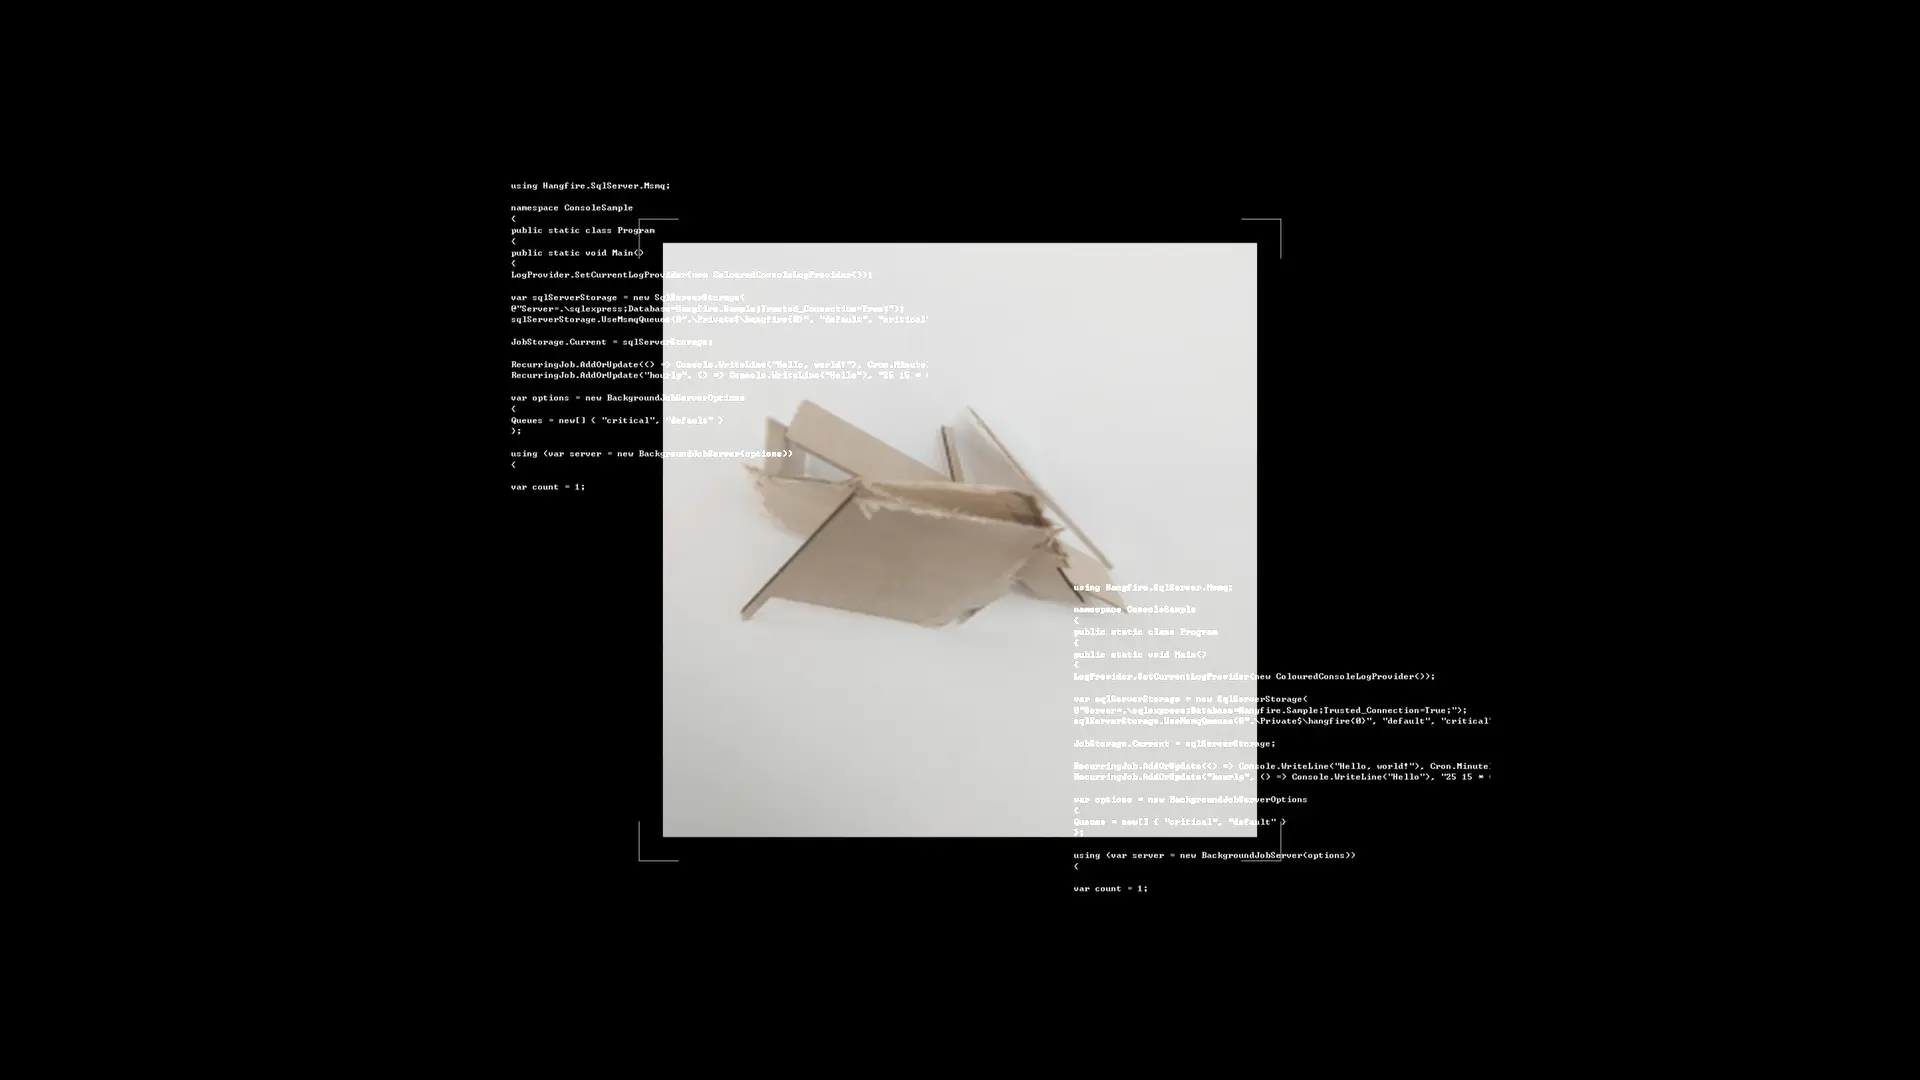 using Hangfire.SqlServer.Msmq;
namespace ConsoleSample
{
public static class Program
{
public static void Main()
{
LogProvider.SetCurrentLogProvider(new ColouredConsoleLogProvider());
var sqlServerStorage = new SqlServerStorage(
@"Server=.\sqlexpress;Database=Hangfire.Sample;Trusted_Connection=True;");
sqlServerStorage.UseMsmqQueues(@".\Private$\hangfire{0}", "default", "critical"
JobStorage.Current = sqlServerStorage;
RecurringJob.AddOrUpdate(() => Console.WriteLine("Hello, world!"), Cron.Minute
RecurringJob.AddOrUpdate("hourly", () => Console.WriteLine("Hello"), "25 15 *
var options = new BackgroundJobServerOptions
{
Queues = new[] { "critical", "default" }
};
using (var server = new BackgroundJobServer(options))
{
var count = 1;
using Hangfire.SqlServer.Msmq;
namespace ConsoleSample
{
public static class Program
{
public static void Main()
{
LogProvider.SetCurrentLogProvider(new ColouredConsoleLogProvider());
var sqlServerStorage = new SqlServerStorage(
@"Server=.\sqlexpress;Database=Hangfire.Sample;Trusted_Connection=True;");
sqlServerStorage.UseMsmqQueues(@".\Private$\hangfire{0}", "default", "critical"
JobStorage.Current = sqlServerStorage;
RecurringJob.AddOrUpdate(() => Console.WriteLine("Hello, world!"), Cron.Minute
RecurringJob.AddOrUpdate("hourly", () => Console.WriteLine("Hello"), "25 15 *
var options = new BackgroundJobServerOptions
{
Queues = new[] { "critical", "default" }
};
using (var server = new BackgroundJobServer(options))
{
var count = 1;